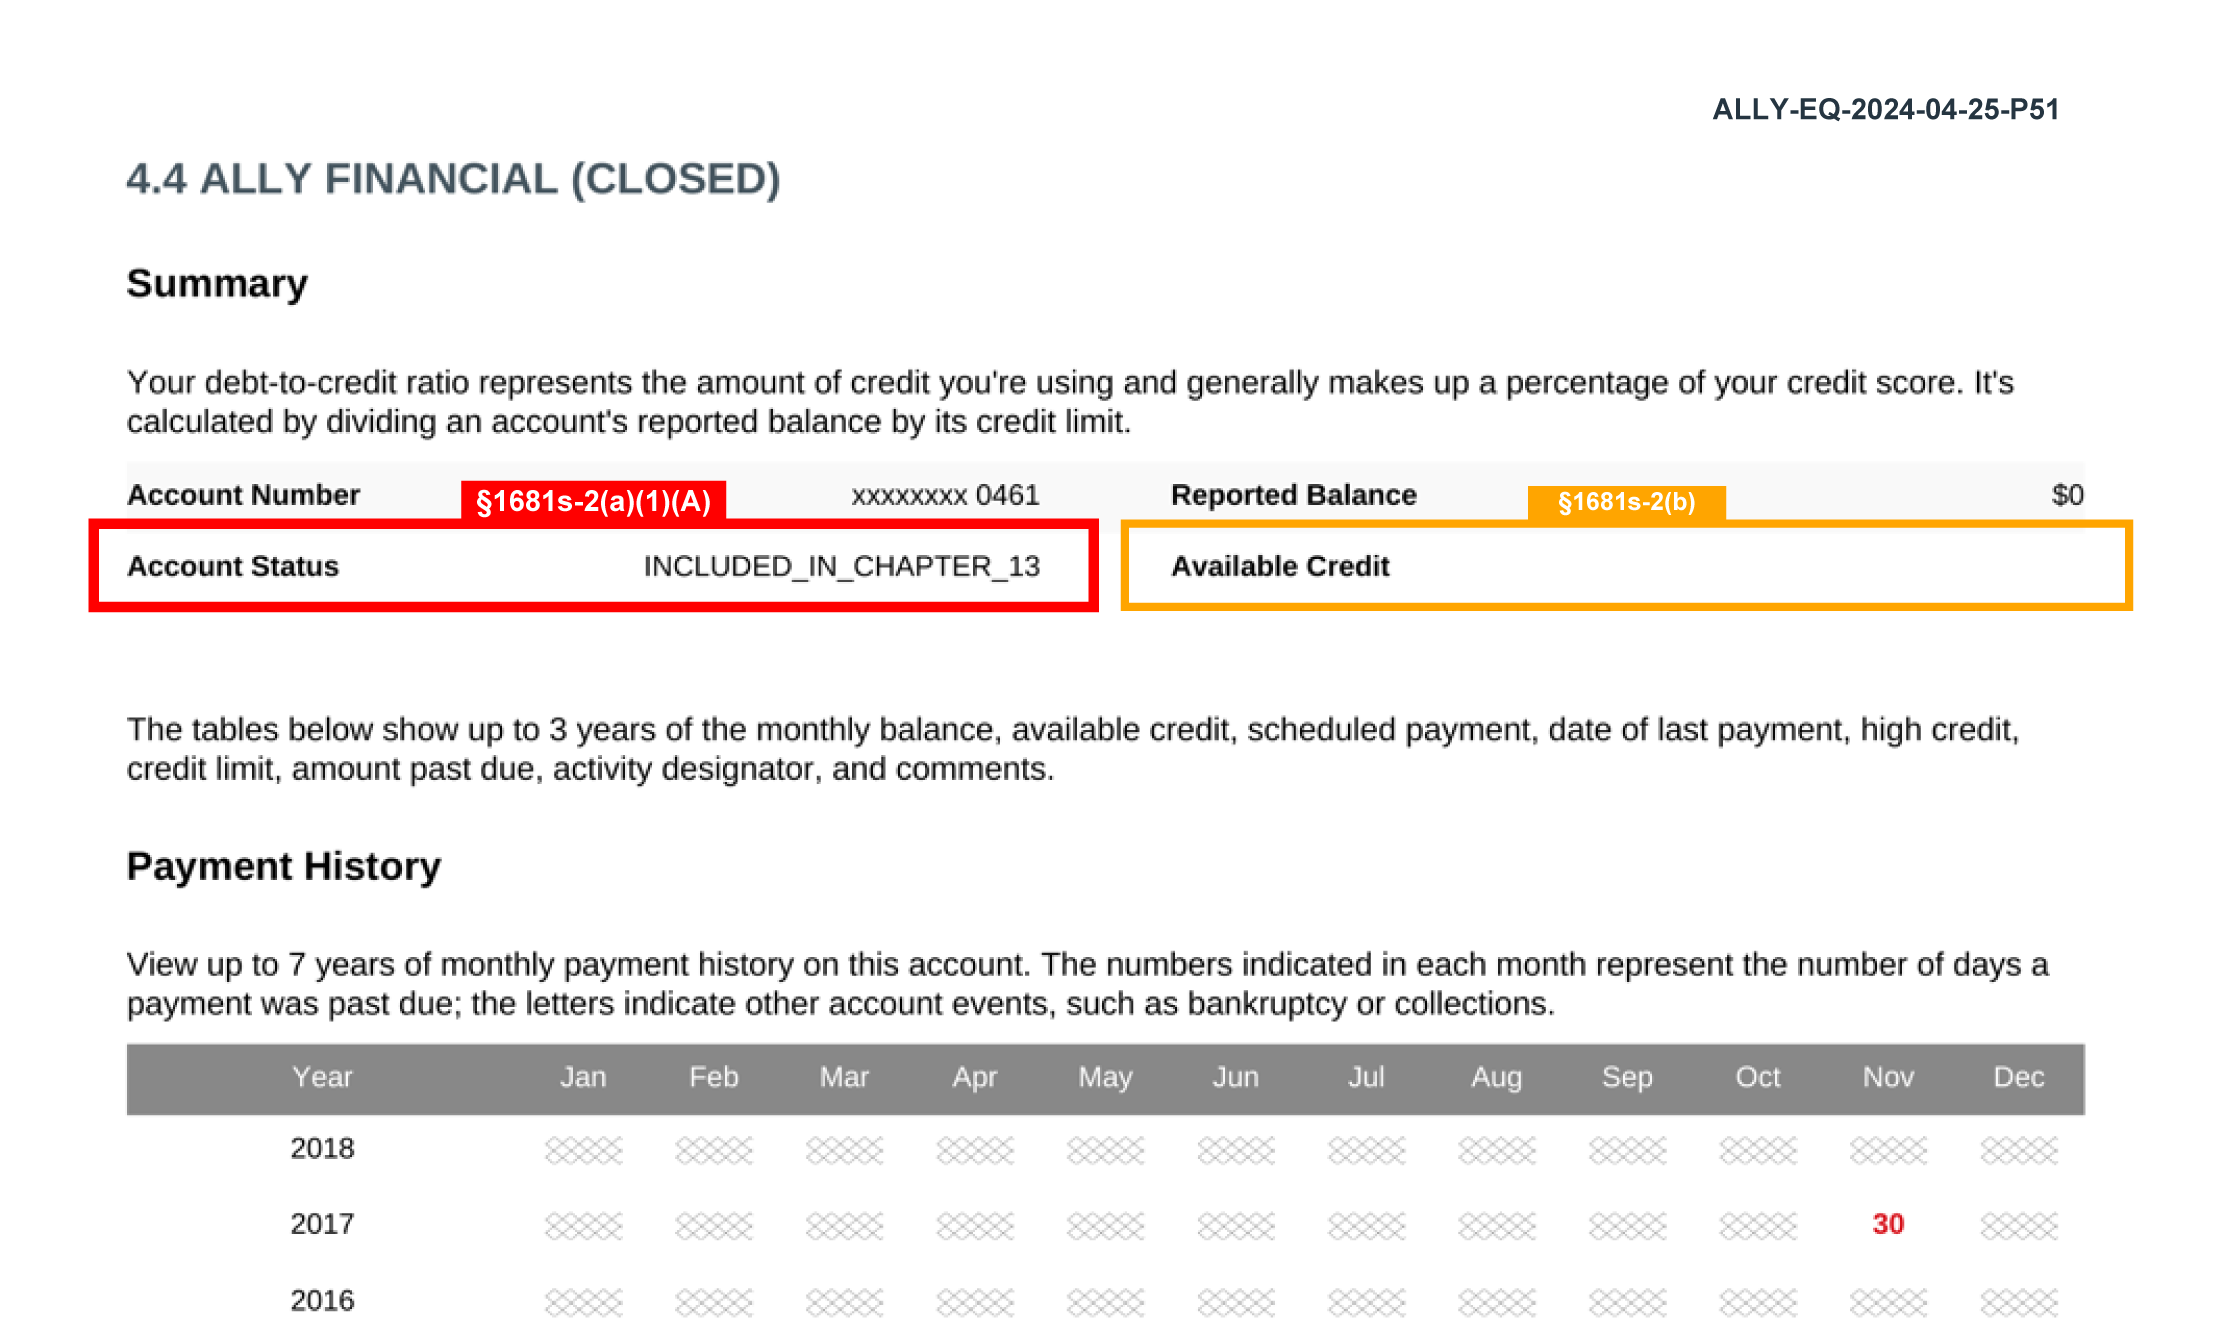 ALLY-EQ-2024-04-25-P51
4.4 ALLY FINANCIAL (CLOSED)
Summary
Your debt-to-credit ratio represents the amount of credit you're using and generally makes up a percentage of your credit score. It's
calculated by dividing an account's reported balance by its credit limit.
Account Number §1681s-2(a)(1)(A) xxxxxxxx 0461 Reported Balance §1681s-2(b) $0
Account Status INCLUDED_IN_CHAPTER_13 Available Credit
The tables below show up to 3 years of the monthly balance, available credit, scheduled payment, date of last payment, high credit,
credit limit, amount past due, activity designator, and comments.
Payment History
View up to 7 years of monthly payment history on this account. The numbers indicated in each month represent the number of days a
payment was past due; the letters indicate other account events, such as bankruptcy or collections.
Year Jan Feb Mar Apr May Jun Jul Aug Sep Oct Nov Dec
2018
2017 30
2016